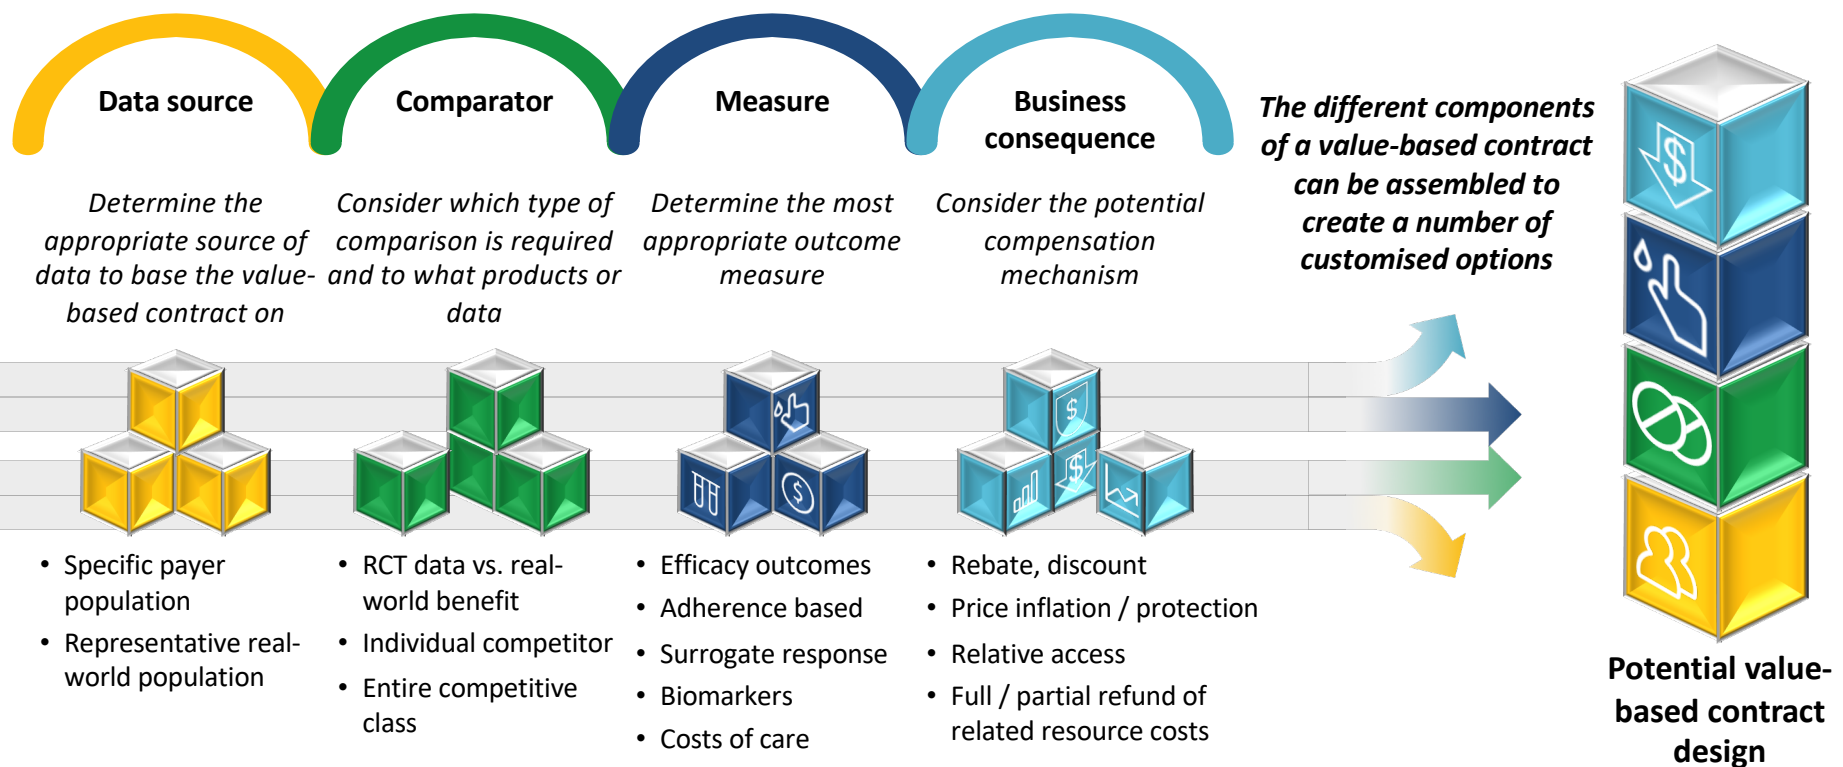 Data source
Determine the
appropriate source of
data to base the value-
based contract on
• Specific payer
population
• Representative real-
world population
Comparator
Consider which type of
comparison is required
and to what products or
data
• RCT data vs. real-
world benefit
• Individual competitor
• Entire competitive
class
Measure
Determine the most
appropriate outcome
measure
• Efficacy outcomes
• Adherence based
• Surrogate response
• Biomarkers
• Costs of care
Business
consequence
Consider the potential
compensation
mechanism
• Rebate, discount
• Price inflation / protection
• Relative access
• Full / partial refund of
related resource costs
The different components
of a value-based contract
can be assembled to
create a number of
customised options
Potential value-
based contract
design